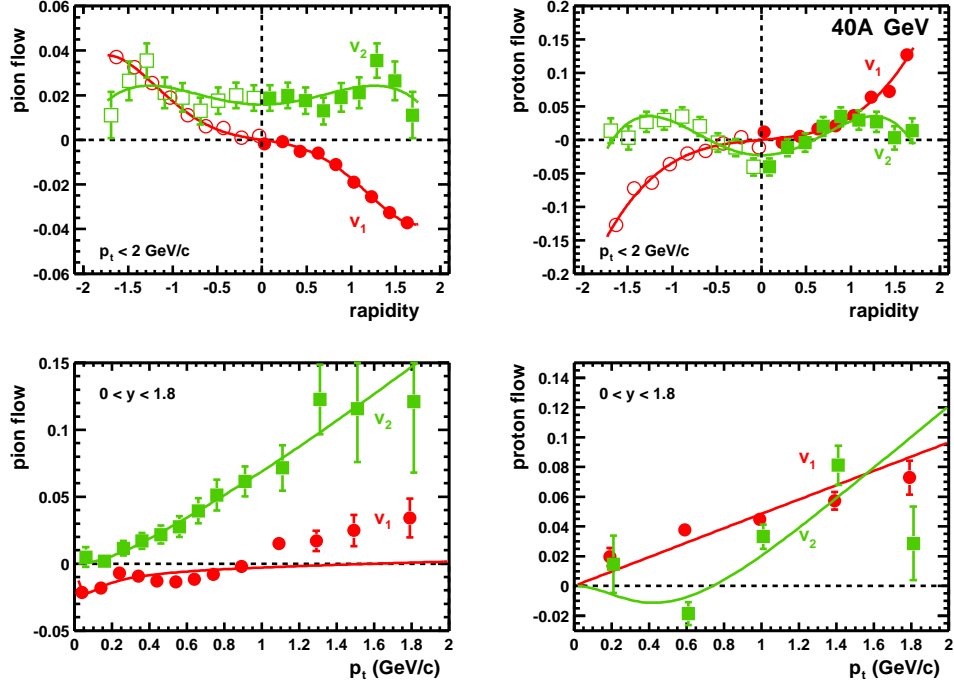 pion flow
0.06
0.04
0.02
0
-0.02
-0.04
-0.06
v2
v1
pt < 2 GeV/c
-2 -1.5 -1 -0.5 0 0.5 1 1.5 2
rapidity
proton flow
0.2
0.15
0.1
0.05
0
-0.05
-0.1
-0.15
-0.2
40A GeV
v1
v2
pt < 2 GeV/c
-2 -1.5 -1 -0.5 0 0.5 1 1.5 2
rapidity
pion flow
0.15
0.1
0.05
0
-0.05
0 < y < 1.8
v2
v1
0 0.2 0.4 0.6 0.8 1 1.2 1.4 1.6 1.8 2
pt (GeV/c)
proton flow
0.14
0.12
0.1
0.08
0.06
0.04
0.02
0
-0.02
0 < y < 1.8
v1
v2
0 0.2 0.4 0.6 0.8 1 1.2 1.4 1.6 1.8 2
pt (GeV/c)